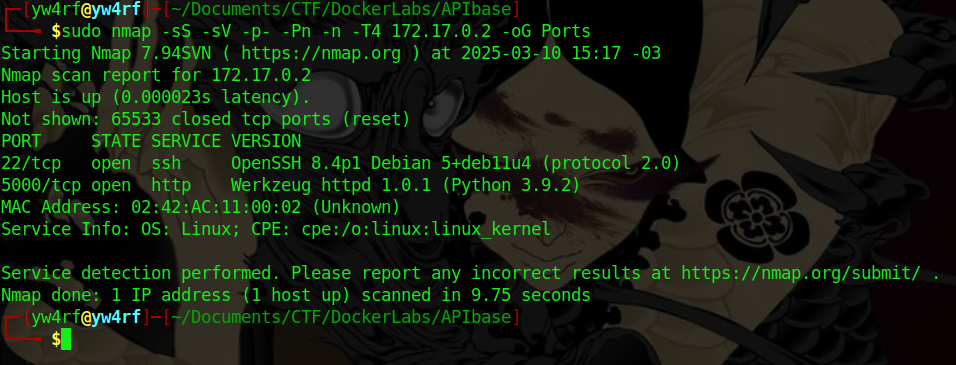 ┌─[yw4rf@yw4rf]─[~/Documents/CTF/DockerLabs/APIbase]
└──╼ $sudo nmap -sS -sV -p- -Pn -n -T4 172.17.0.2 -oG Ports
Starting Nmap 7.94SVN ( https://nmap.org ) at 2025-03-10 15:17 -03
Nmap scan report for 172.17.0.2
Host is up (0.000023s latency).
Not shown: 65533 closed tcp ports (reset)
PORT     STATE SERVICE VERSION
22/tcp   open  ssh     OpenSSH 8.4p1 Debian 5+deb11u4 (protocol 2.0)
5000/tcp open  http    Werkzeug httpd 1.0.1 (Python 3.9.2)
MAC Address: 02:42:AC:11:00:02 (Unknown)
Service Info: OS: Linux; CPE: cpe:/o:linux:linux_kernel

Service detection performed. Please report any incorrect results at https://nmap.org/submit/ .
Nmap done: 1 IP address (1 host up) scanned in 9.75 seconds
┌─[yw4rf@yw4rf]─[~/Documents/CTF/DockerLabs/APIbase]
└──╼ $